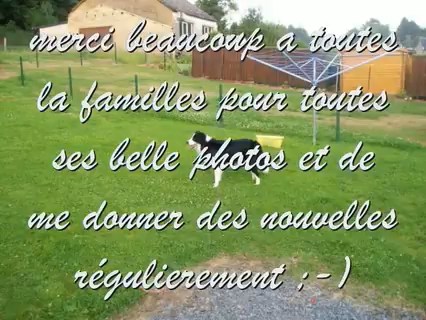 merci beaucoup a toutes
la familles pour toutes
ses belle photos et de
me donner des nouvelles
régulierement ;-)